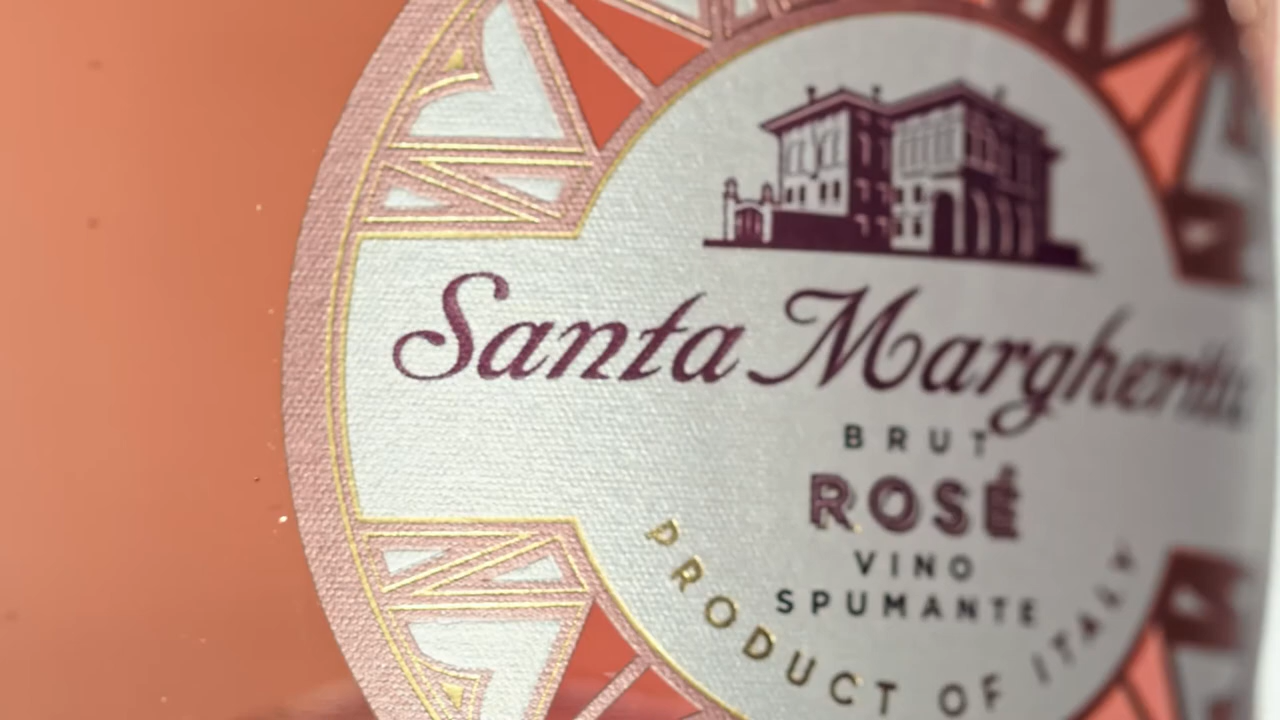 Santa Margherita
BRUT
ROSÉ
VINO
SPUMANTE
PRODUCT OF ITALY